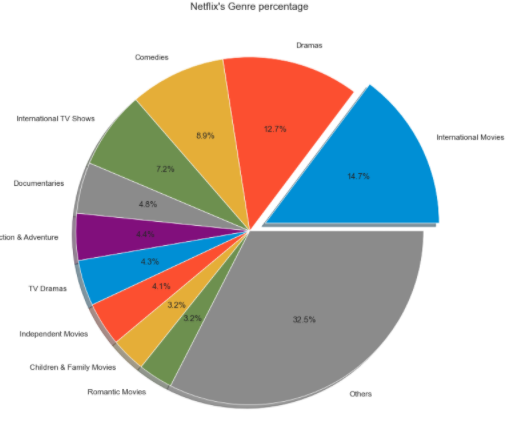 Netflix's Genre percentage
Dramas
Comedies
International TV Shows
International Movies
Documentaries
ction & Adventure
TV Dramas
Independent Movies
Children & Family Movies
Romantic Movies
Others
12.7%
8.9%
14.7%
7.2%
4.8%
4.4%
4.3%
4.1%
3.2%
3.2%
32.5%